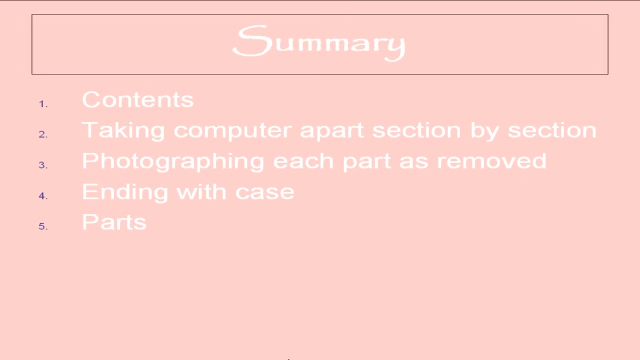 Summary
1. Contents
2. Taking computer apart section by section
3. Photographing each part as removed
4. Ending with case
5. Parts